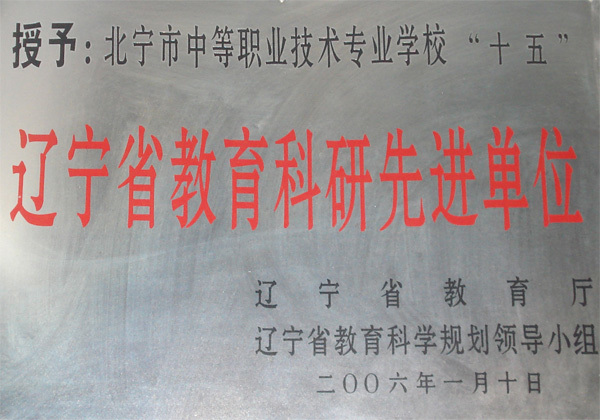 授予：北宁市中等职业技术专业学校“十五”
辽宁省教育科研先进单位
辽宁省教育厅
辽宁省教育科学规划领导小组
二〇〇六年一月十日